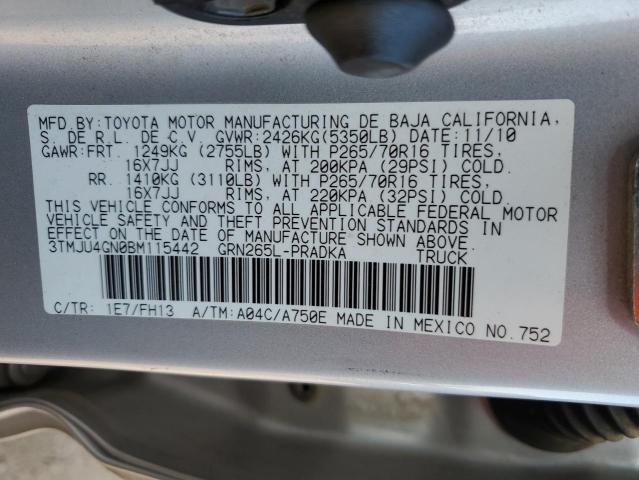 MFD.BY:TOYOTA MOTOR MANUFACTURING DE BAJA CALIFORNIA,
S. DE R.L. DE C.V GVWR:2426KG(5350LB) DATE:11/10
GAWR:FRT. 1249KG (2755LB) WITH P265/70R16 TIRES,
16X7JJ RIMS, AT 200KPA (29PSI) COLD.
RR. 1410KG (3110LB) WITH P265/70R16 TIRES,
16X7JJ RIMS, AT 220KPA (32PSI) COLD.
THIS VEHICLE CONFORMS TO ALL APPLICABLE FEDERAL MOTOR
VEHICLE SAFETY AND THEFT PREVENTION STANDARDS IN
EFFECT ON THE DATE OF MANUFACTURE SHOWN ABOVE.
3TMJU4GN0BM115442 GRN265L-PRADKA TRUCK
C/TR: 1E7/FH13 A/TM:A04C/A750E MADE IN MEXICO NO.752